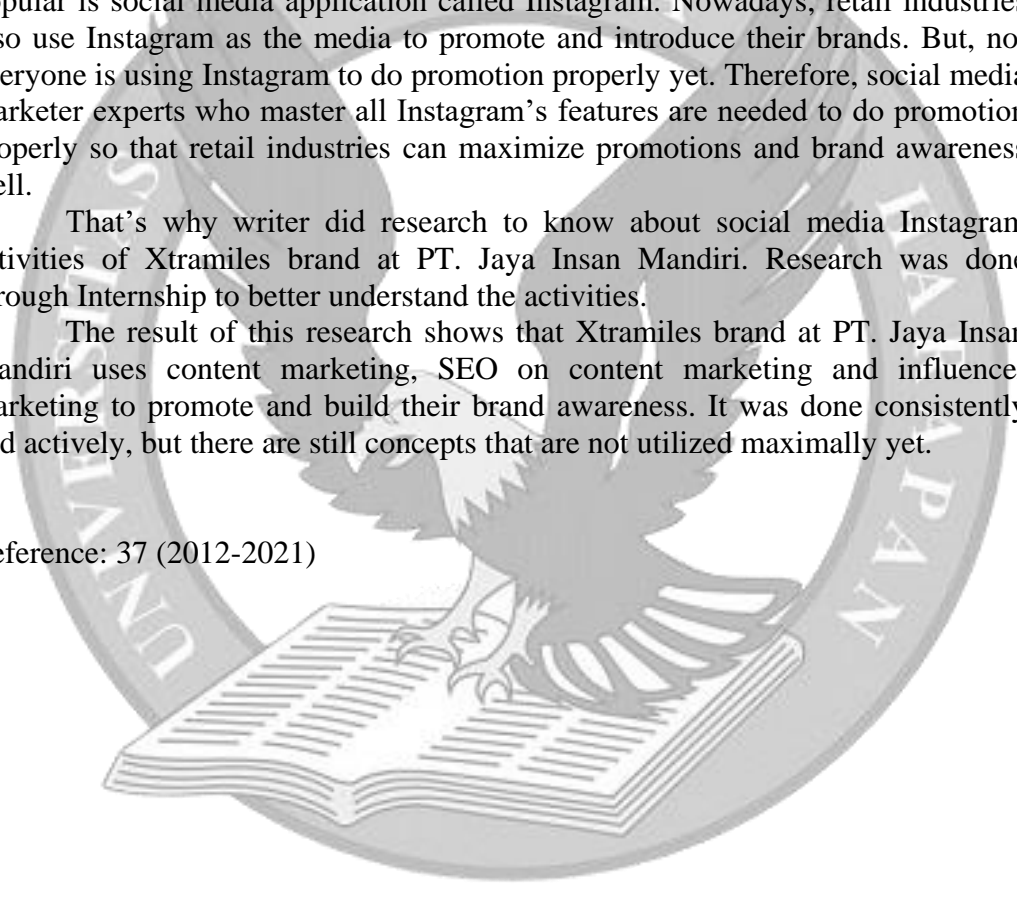 opular is social media application called Instagram. Nowadays, retail industries
so use Instagram as the media to promote and introduce their brands. But, no
eryone is using Instagram to do promotion properly yet. Therefore, social media
arketer experts who master all Instagram's features are needed to do promotion
operly so that retail industries can maximize promotions and brand awareness
ell.
That's why writer did research to know about social media Instagram
tivities of Xtramiles brand at PT. Jaya Insan Mandiri. Research was done
rough Internship to better understand the activities.
The result of this research shows that Xtramiles brand at PT. Jaya Insan
andiri uses content marketing, SEO on content marketing and influence
arketing to promote and build their brand awareness. It was done consistently
d actively, but there are still concepts that are not utilized maximally yet.
eference: 37 (2012-2021)
UNIVERSITAS
HARAPAN